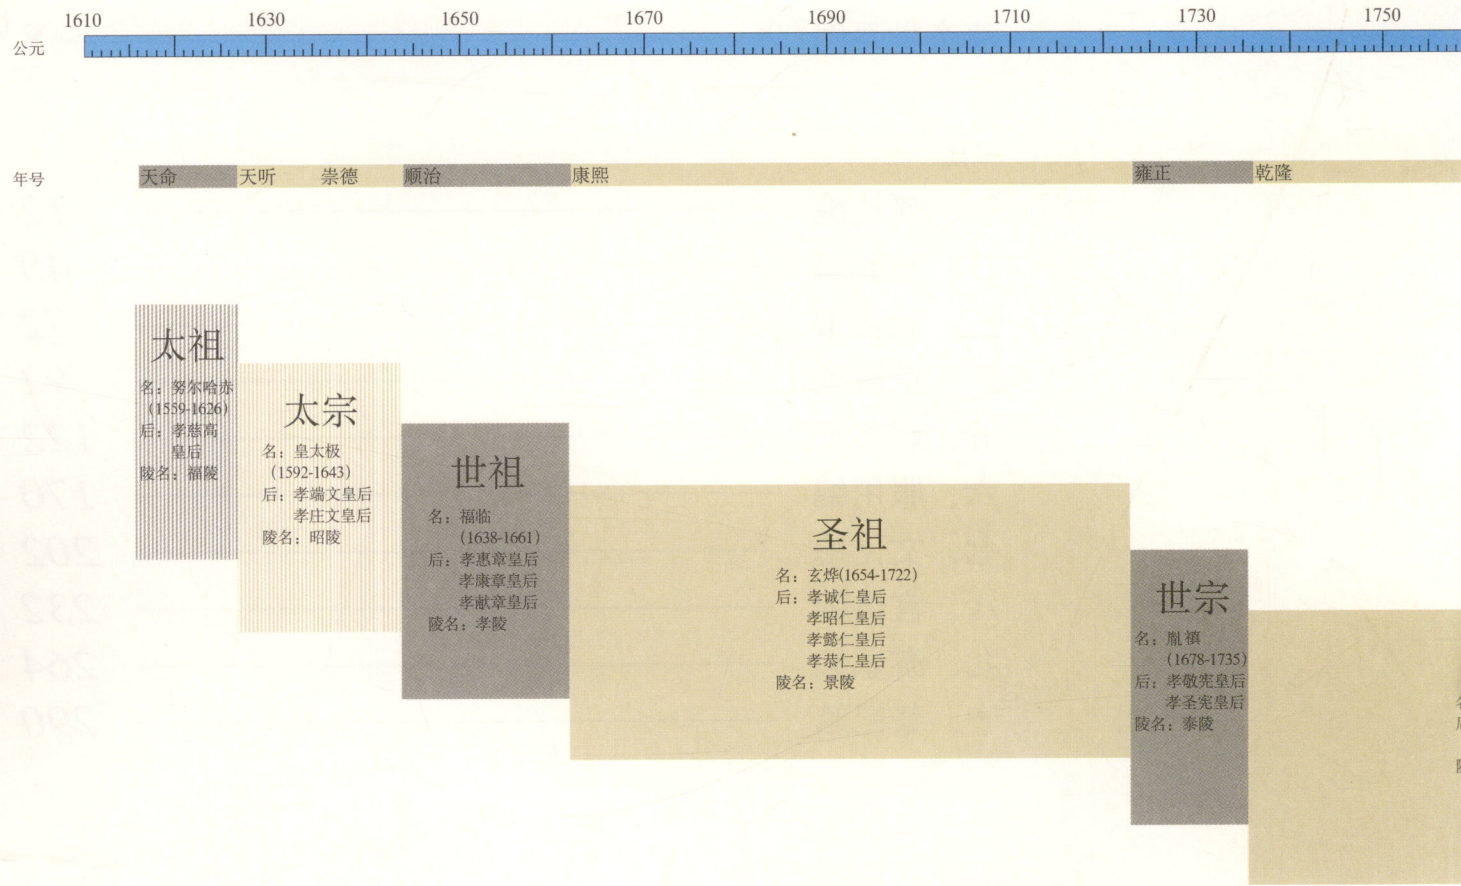 1610 1630 1650 1670 1690 1710 1730 1750
公元
年号
天命 天听 崇德 顺治 康熙 雍正 乾隆
太祖
名：努尔哈赤
(1559-1626)
后：孝慈高
皇后
陵名：福陵
太宗
名：皇太极
(1592-1643)
后：孝端文皇后
孝庄文皇后
陵名：昭陵
世祖
名：福临
(1638-1661)
后：孝惠章皇后
孝康章皇后
孝献章皇后
陵名：孝陵
圣祖
名：玄烨(1654-1722)
后：孝诚仁皇后
孝昭仁皇后
孝懿仁皇后
孝恭仁皇后
陵名：景陵
世宗
名：胤禛
(1678-1735)
后：孝敬宪皇后
孝圣宪皇后
陵名：泰陵